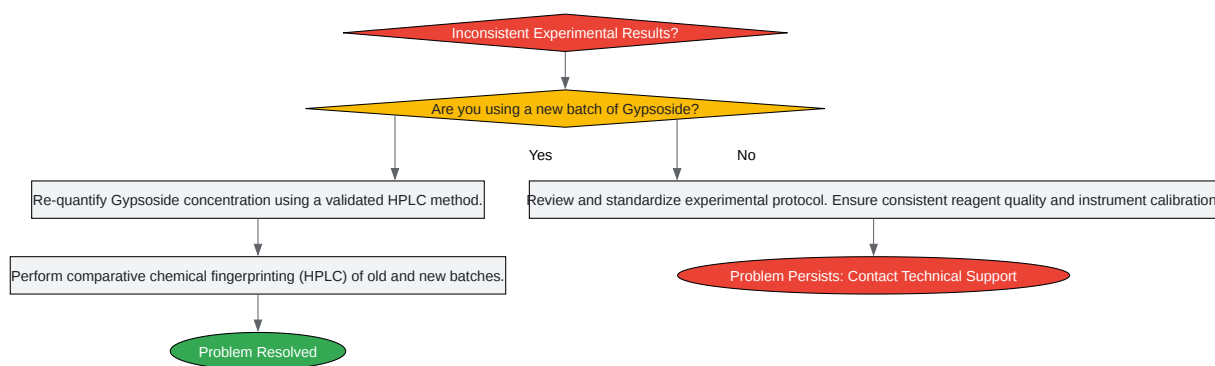 Inconsistent Experimental Results?
Are you using a new batch of Gypsoside?
Yes
No
Re-quantify Gypsoside concentration using a validated HPLC method.
Review and standardize experimental protocol. Ensure consistent reagent quality and instrument calibration
Perform comparative chemical fingerprinting (HPLC) of old and new batches.
Problem Persists: Contact Technical Support
Problem Resolved